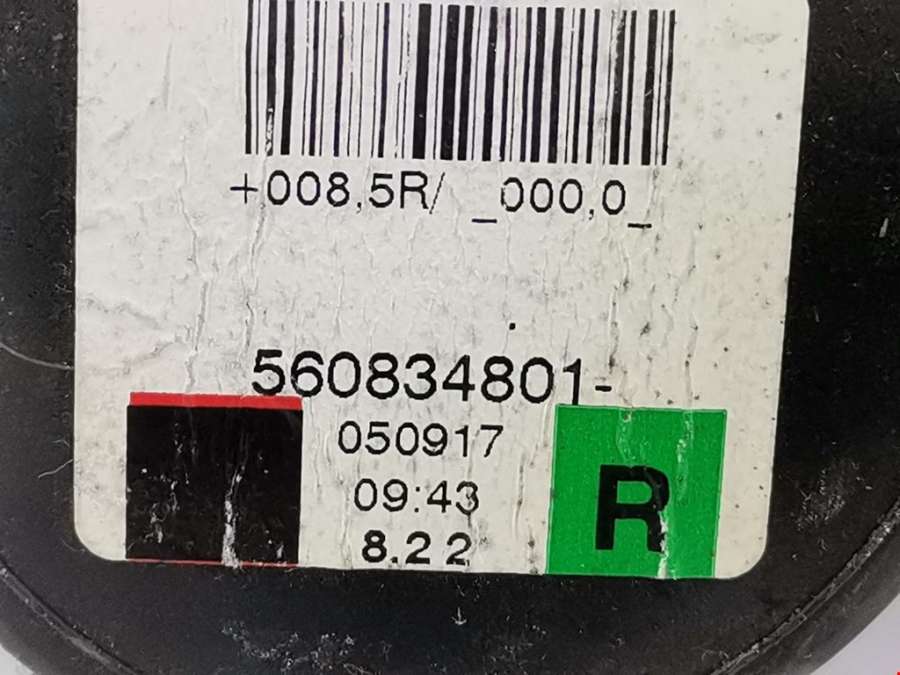 +008,5R/ _000,0_
560834801-
050917
09:43
8.2 2
R